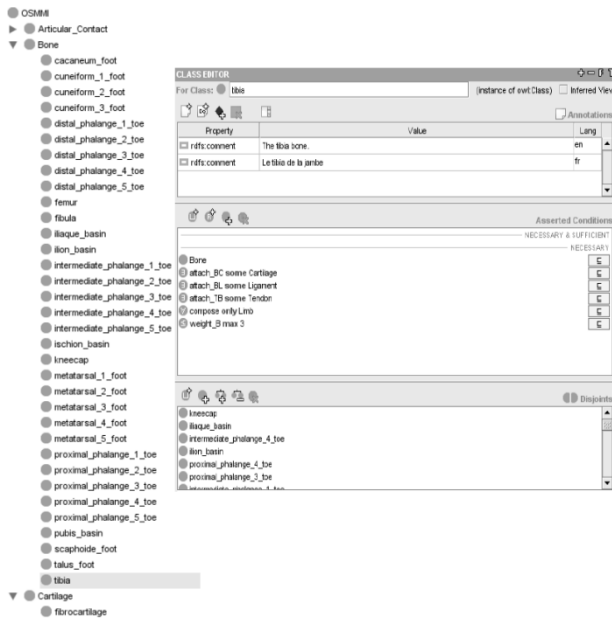 OSMMI
Articular_Contact
Bone
cacaneum_foot
cuneiform_1_foot
cuneiform_2_foot
cuneiform_3_foot
distal_phalange_1_toe
distal_phalange_2_toe
distal_phalange_3_toe
distal_phalange_4_toe
distal_phalange_5_toe
femur
fibula
iliaque_basin
ilion_basin
intermediate_phalange_1_toe
intermediate_phalange_2_toe
intermediate_phalange_3_toe
intermediate_phalange_4_toe
intermediate_phalange_5_toe
ischion_basin
kneecap
metatarsal_1_foot
metatarsal_2_foot
metatarsal_3_foot
metatarsal_4_foot
metatarsal_5_foot
proximal_phalange_1_toe
proximal_phalange_2_toe
proximal_phalange_3_toe
proximal_phalange_4_toe
proximal_phalange_5_toe
pubis_basin
scaphoide_foot
talus_foot
tibia
Cartilage
fibrocartilage
CLASS EDITOR
For Class: tibia (instance of owl:Class) Inferred View
Annotations
Property Value Lang
rdfs:comment The tibia bone. en
rdfs:comment Le tibia de la jambe fr
Asserted Conditions
NECESSARY & SUFFICIENT
NECESSARY
Bone
attach_BC some Cartilage
attach_BL some Ligament
attach_TB some Tendon
compose only Limb
weight_B max 3
Disjoints
kneecap
iliaque_basin
intermediate_phalange_4_toe
ilion_basin
proximal_phalange_4_toe
proximal_phalange_3_toe